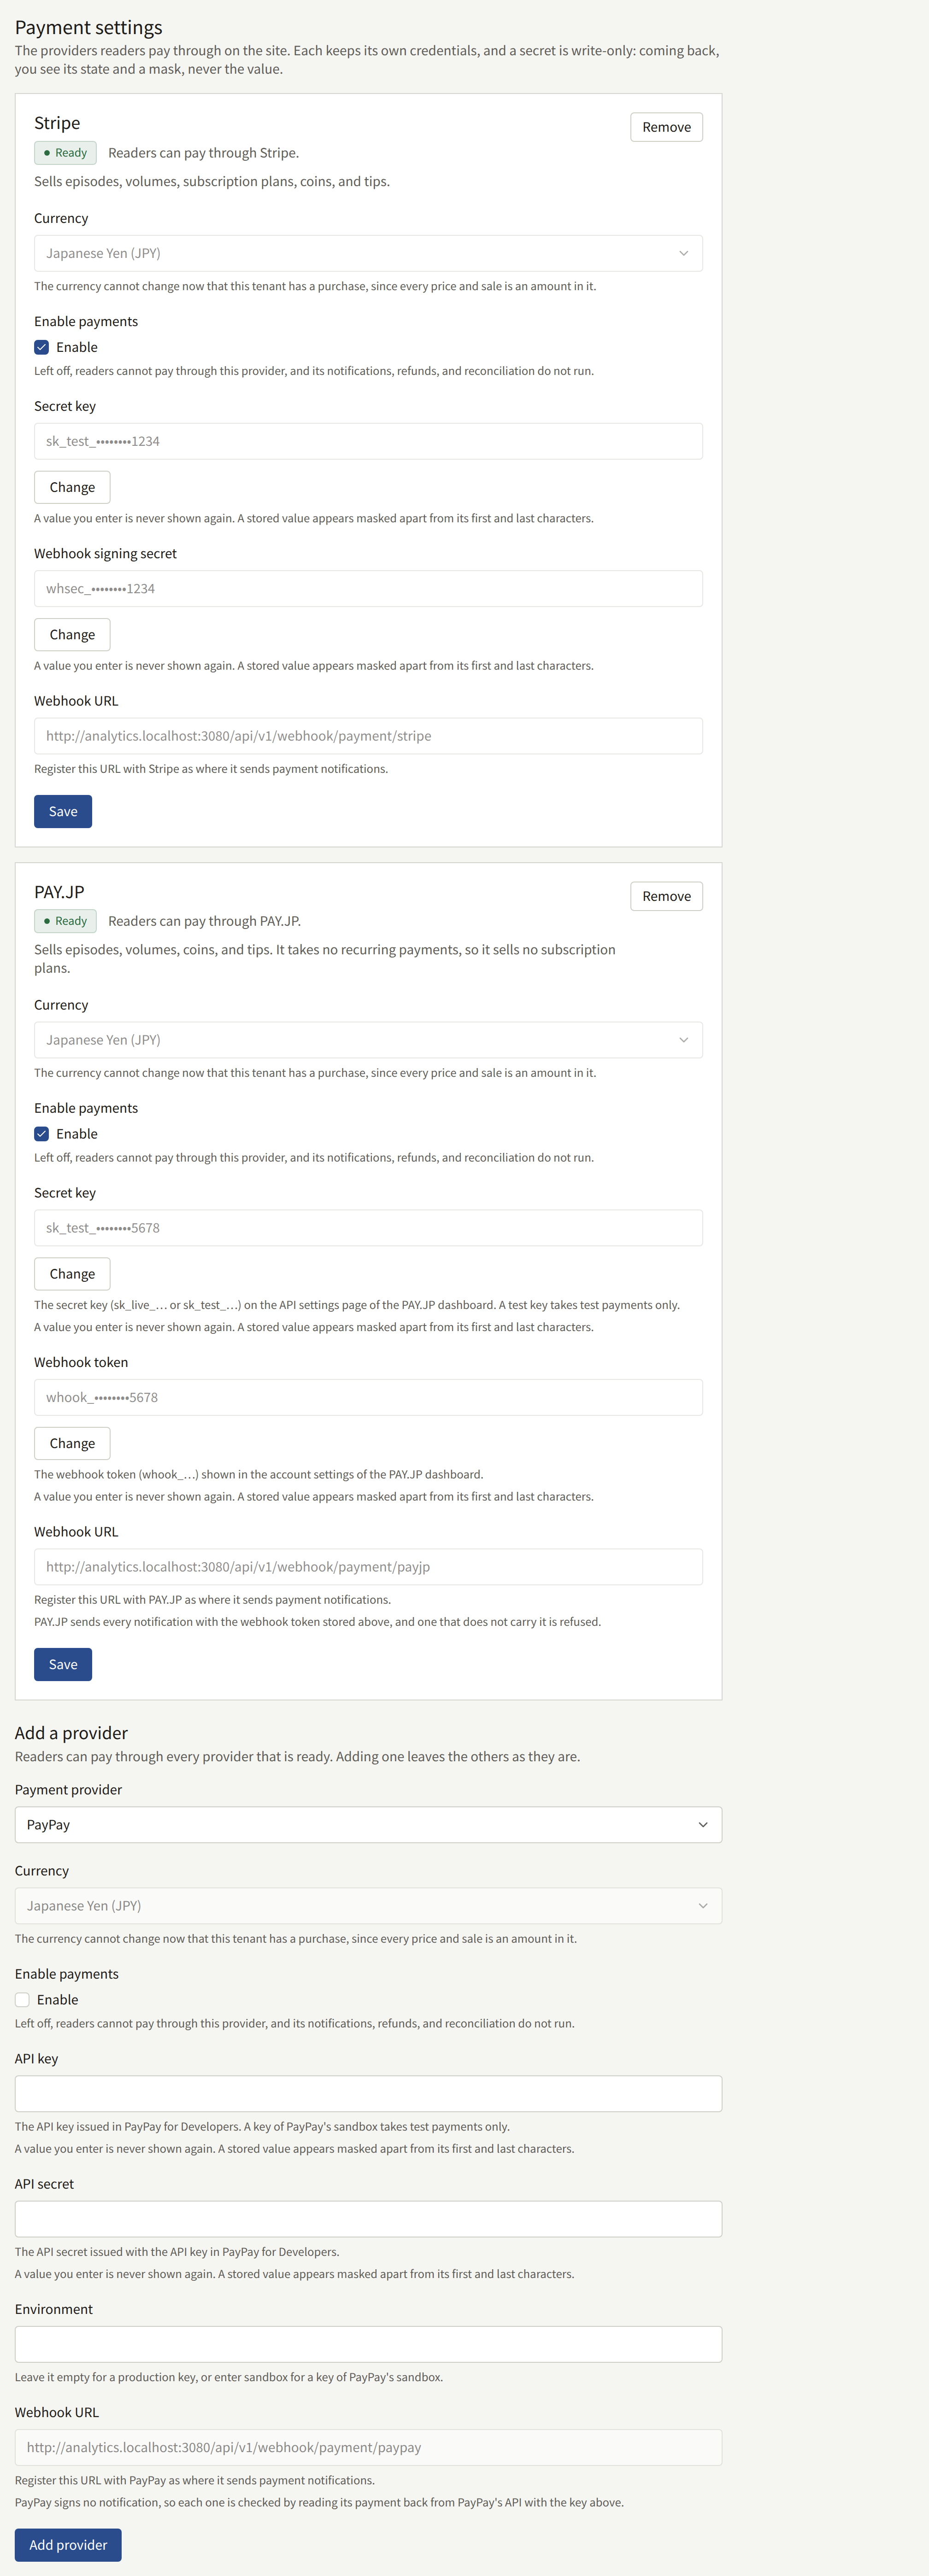 Payment settings
The providers readers pay through on the site. Each keeps its own credentials, and a secret is write-only: coming back,
you see its state and a mask, never the value.
Stripe
Remove
Ready
Readers can pay through Stripe.
Sells episodes, volumes, subscription plans, coins, and tips.
Currency
Japanese Yen (JPY)
The currency cannot change now that this tenant has a purchase, since every price and sale is an amount in it.
Enable payments
Enable
Left off, readers cannot pay through this provider, and its notifications, refunds, and reconciliation do not run.
Secret key
sk_test_••••••••1234
Change
A value you enter is never shown again. A stored value appears masked apart from its first and last characters.
Webhook signing secret
whsec_••••••••1234
Change
A value you enter is never shown again. A stored value appears masked apart from its first and last characters.
Webhook URL
http://analytics.localhost:3080/api/v1/webhook/payment/stripe
Register this URL with Stripe as where it sends payment notifications.
Save
PAY.JP
Remove
Ready
Readers can pay through PAY.JP.
Sells episodes, volumes, coins, and tips. It takes no recurring payments, so it sells no subscription
plans.
Currency
Japanese Yen (JPY)
The currency cannot change now that this tenant has a purchase, since every price and sale is an amount in it.
Enable payments
Enable
Left off, readers cannot pay through this provider, and its notifications, refunds, and reconciliation do not run.
Secret key
sk_test_••••••••5678
Change
The secret key (sk_live_… or sk_test_…) on the API settings page of the PAY.JP dashboard. A test key takes test payments only.
A value you enter is never shown again. A stored value appears masked apart from its first and last characters.
Webhook token
whook_••••••••5678
Change
The webhook token (whook_…) shown in the account settings of the PAY.JP dashboard.
A value you enter is never shown again. A stored value appears masked apart from its first and last characters.
Webhook URL
http://analytics.localhost:3080/api/v1/webhook/payment/payjp
Register this URL with PAY.JP as where it sends payment notifications.
PAY.JP sends every notification with the webhook token stored above, and one that does not carry it is refused.
Save
Add a provider
Readers can pay through every provider that is ready. Adding one leaves the others as they are.
Payment provider
PayPay
Currency
Japanese Yen (JPY)
The currency cannot change now that this tenant has a purchase, since every price and sale is an amount in it.
Enable payments
Enable
Left off, readers cannot pay through this provider, and its notifications, refunds, and reconciliation do not run.
API key
The API key issued in PayPay for Developers. A key of PayPay's sandbox takes test payments only.
A value you enter is never shown again. A stored value appears masked apart from its first and last characters.
API secret
The API secret issued with the API key in PayPay for Developers.
A value you enter is never shown again. A stored value appears masked apart from its first and last characters.
Environment
Leave it empty for a production key, or enter sandbox for a key of PayPay's sandbox.
Webhook URL
http://analytics.localhost:3080/api/v1/webhook/payment/paypay
Register this URL with PayPay as where it sends payment notifications.
PayPay signs no notification, so each one is checked by reading its payment back from PayPay's API with the key above.
Add provider